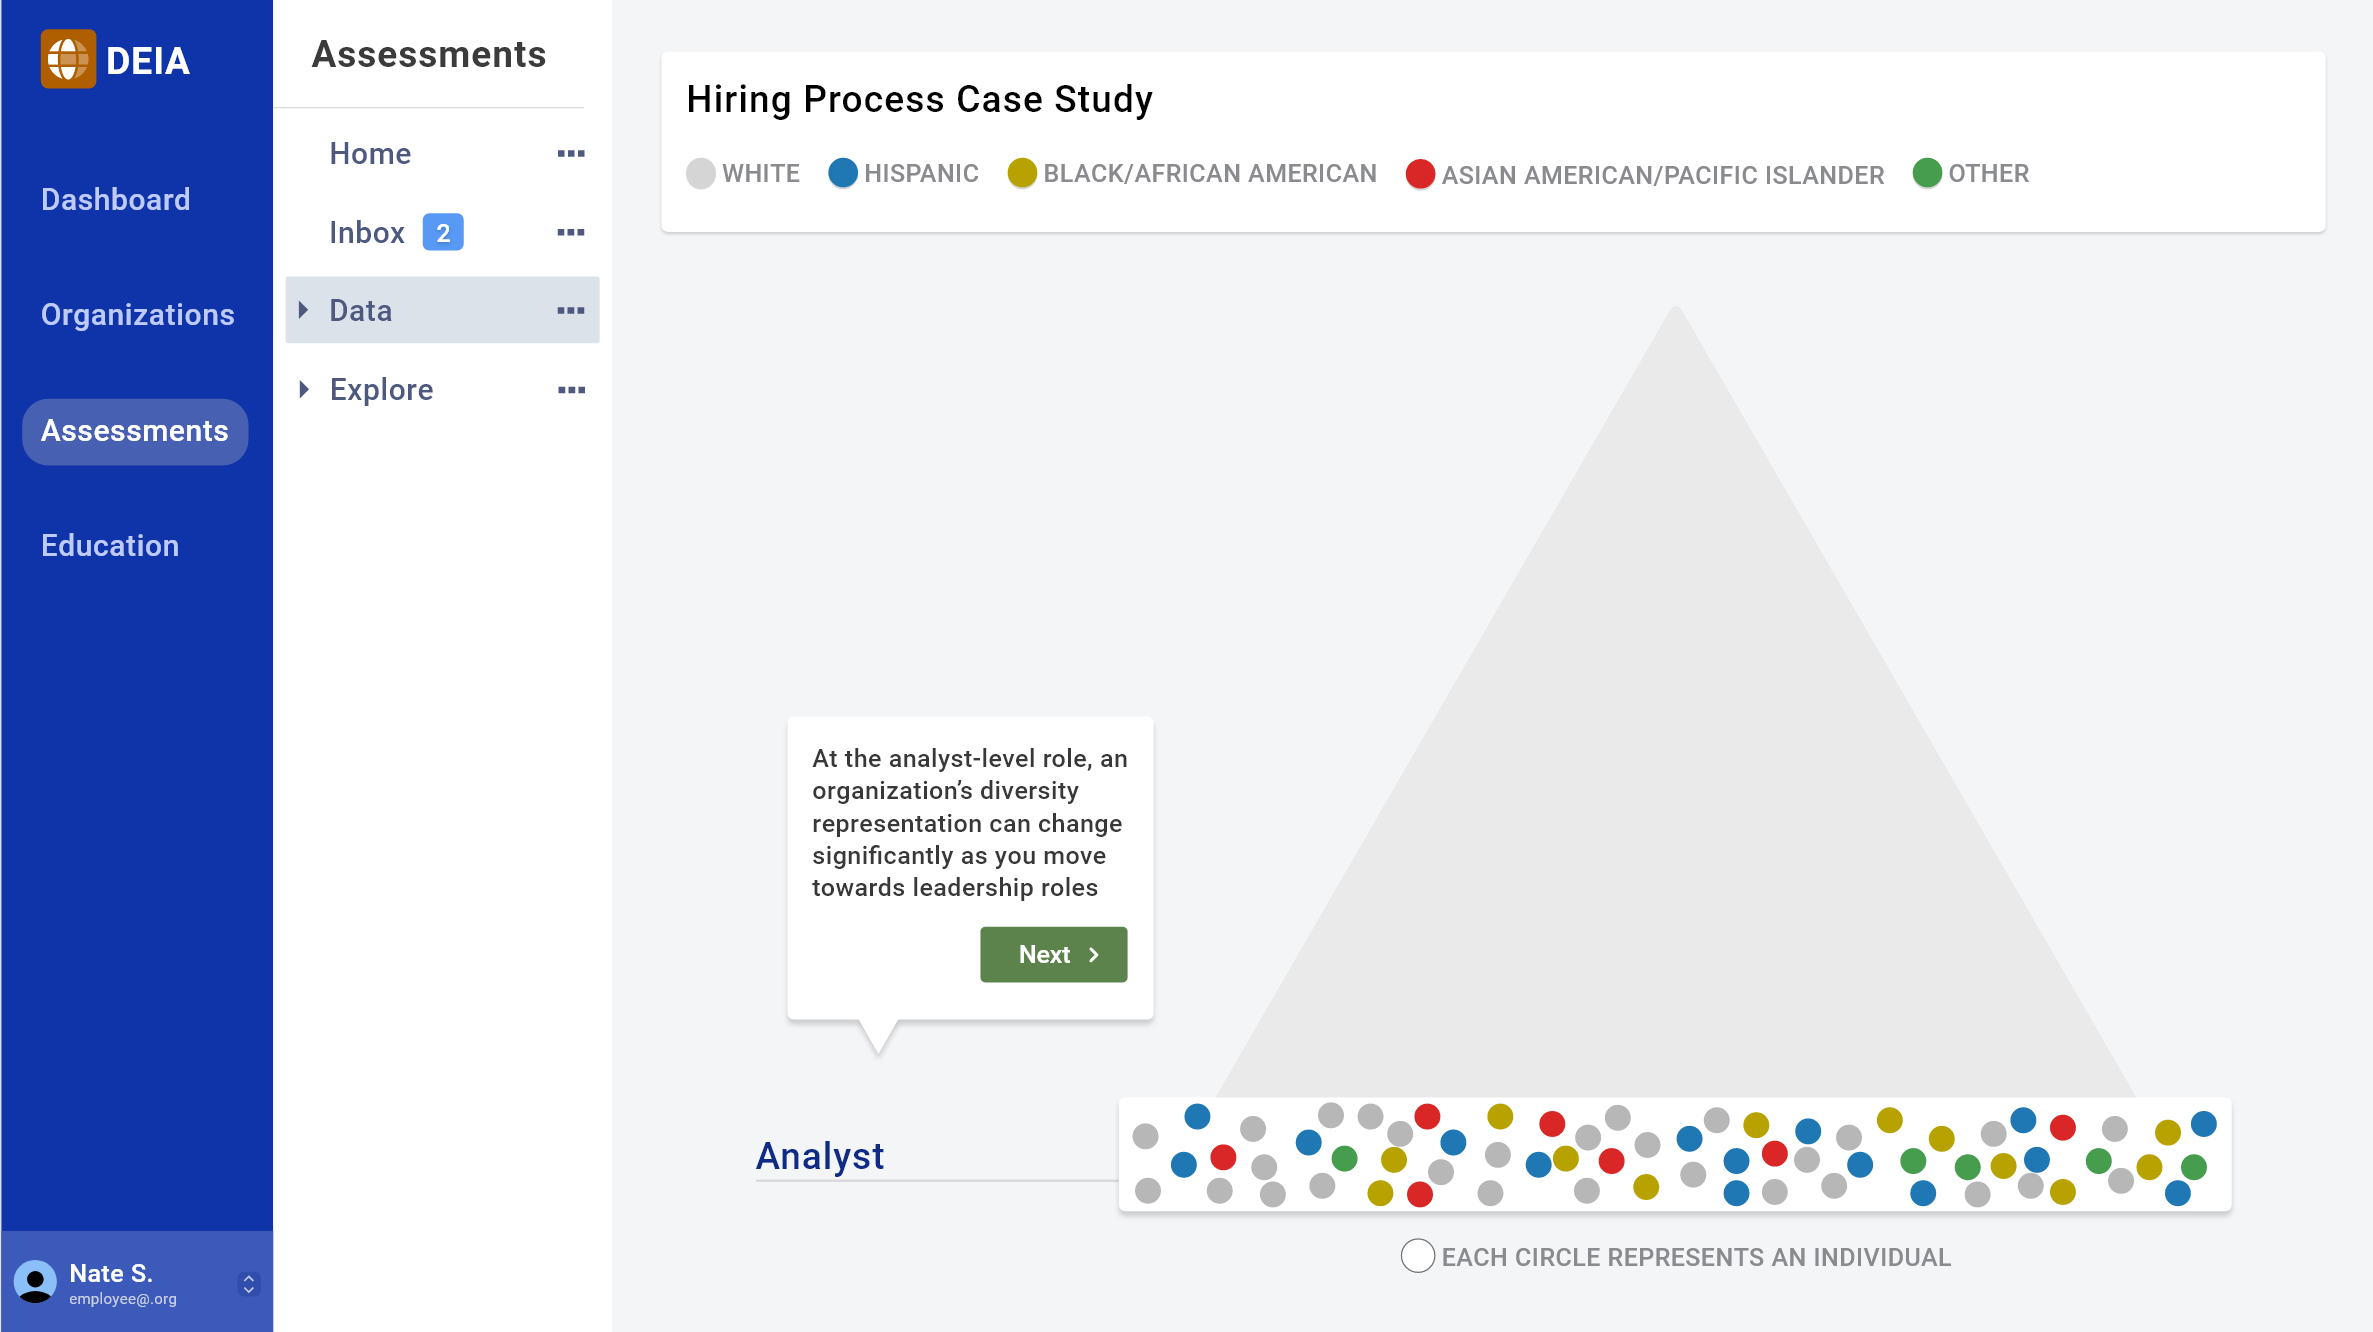 DEIA
Dashboard
Organizations
Assessments
Education
Nate S.
employee@.org
Assessments
Home
Inbox 2
Data
Explore
Hiring Process Case Study
WHITE HISPANIC BLACK/AFRICAN AMERICAN ASIAN AMERICAN/PACIFIC ISLANDER OTHER
At the analyst-level role, an
organization’s diversity
representation can change
significantly as you move
towards leadership roles
Next
Analyst
EACH CIRCLE REPRESENTS AN INDIVIDUAL